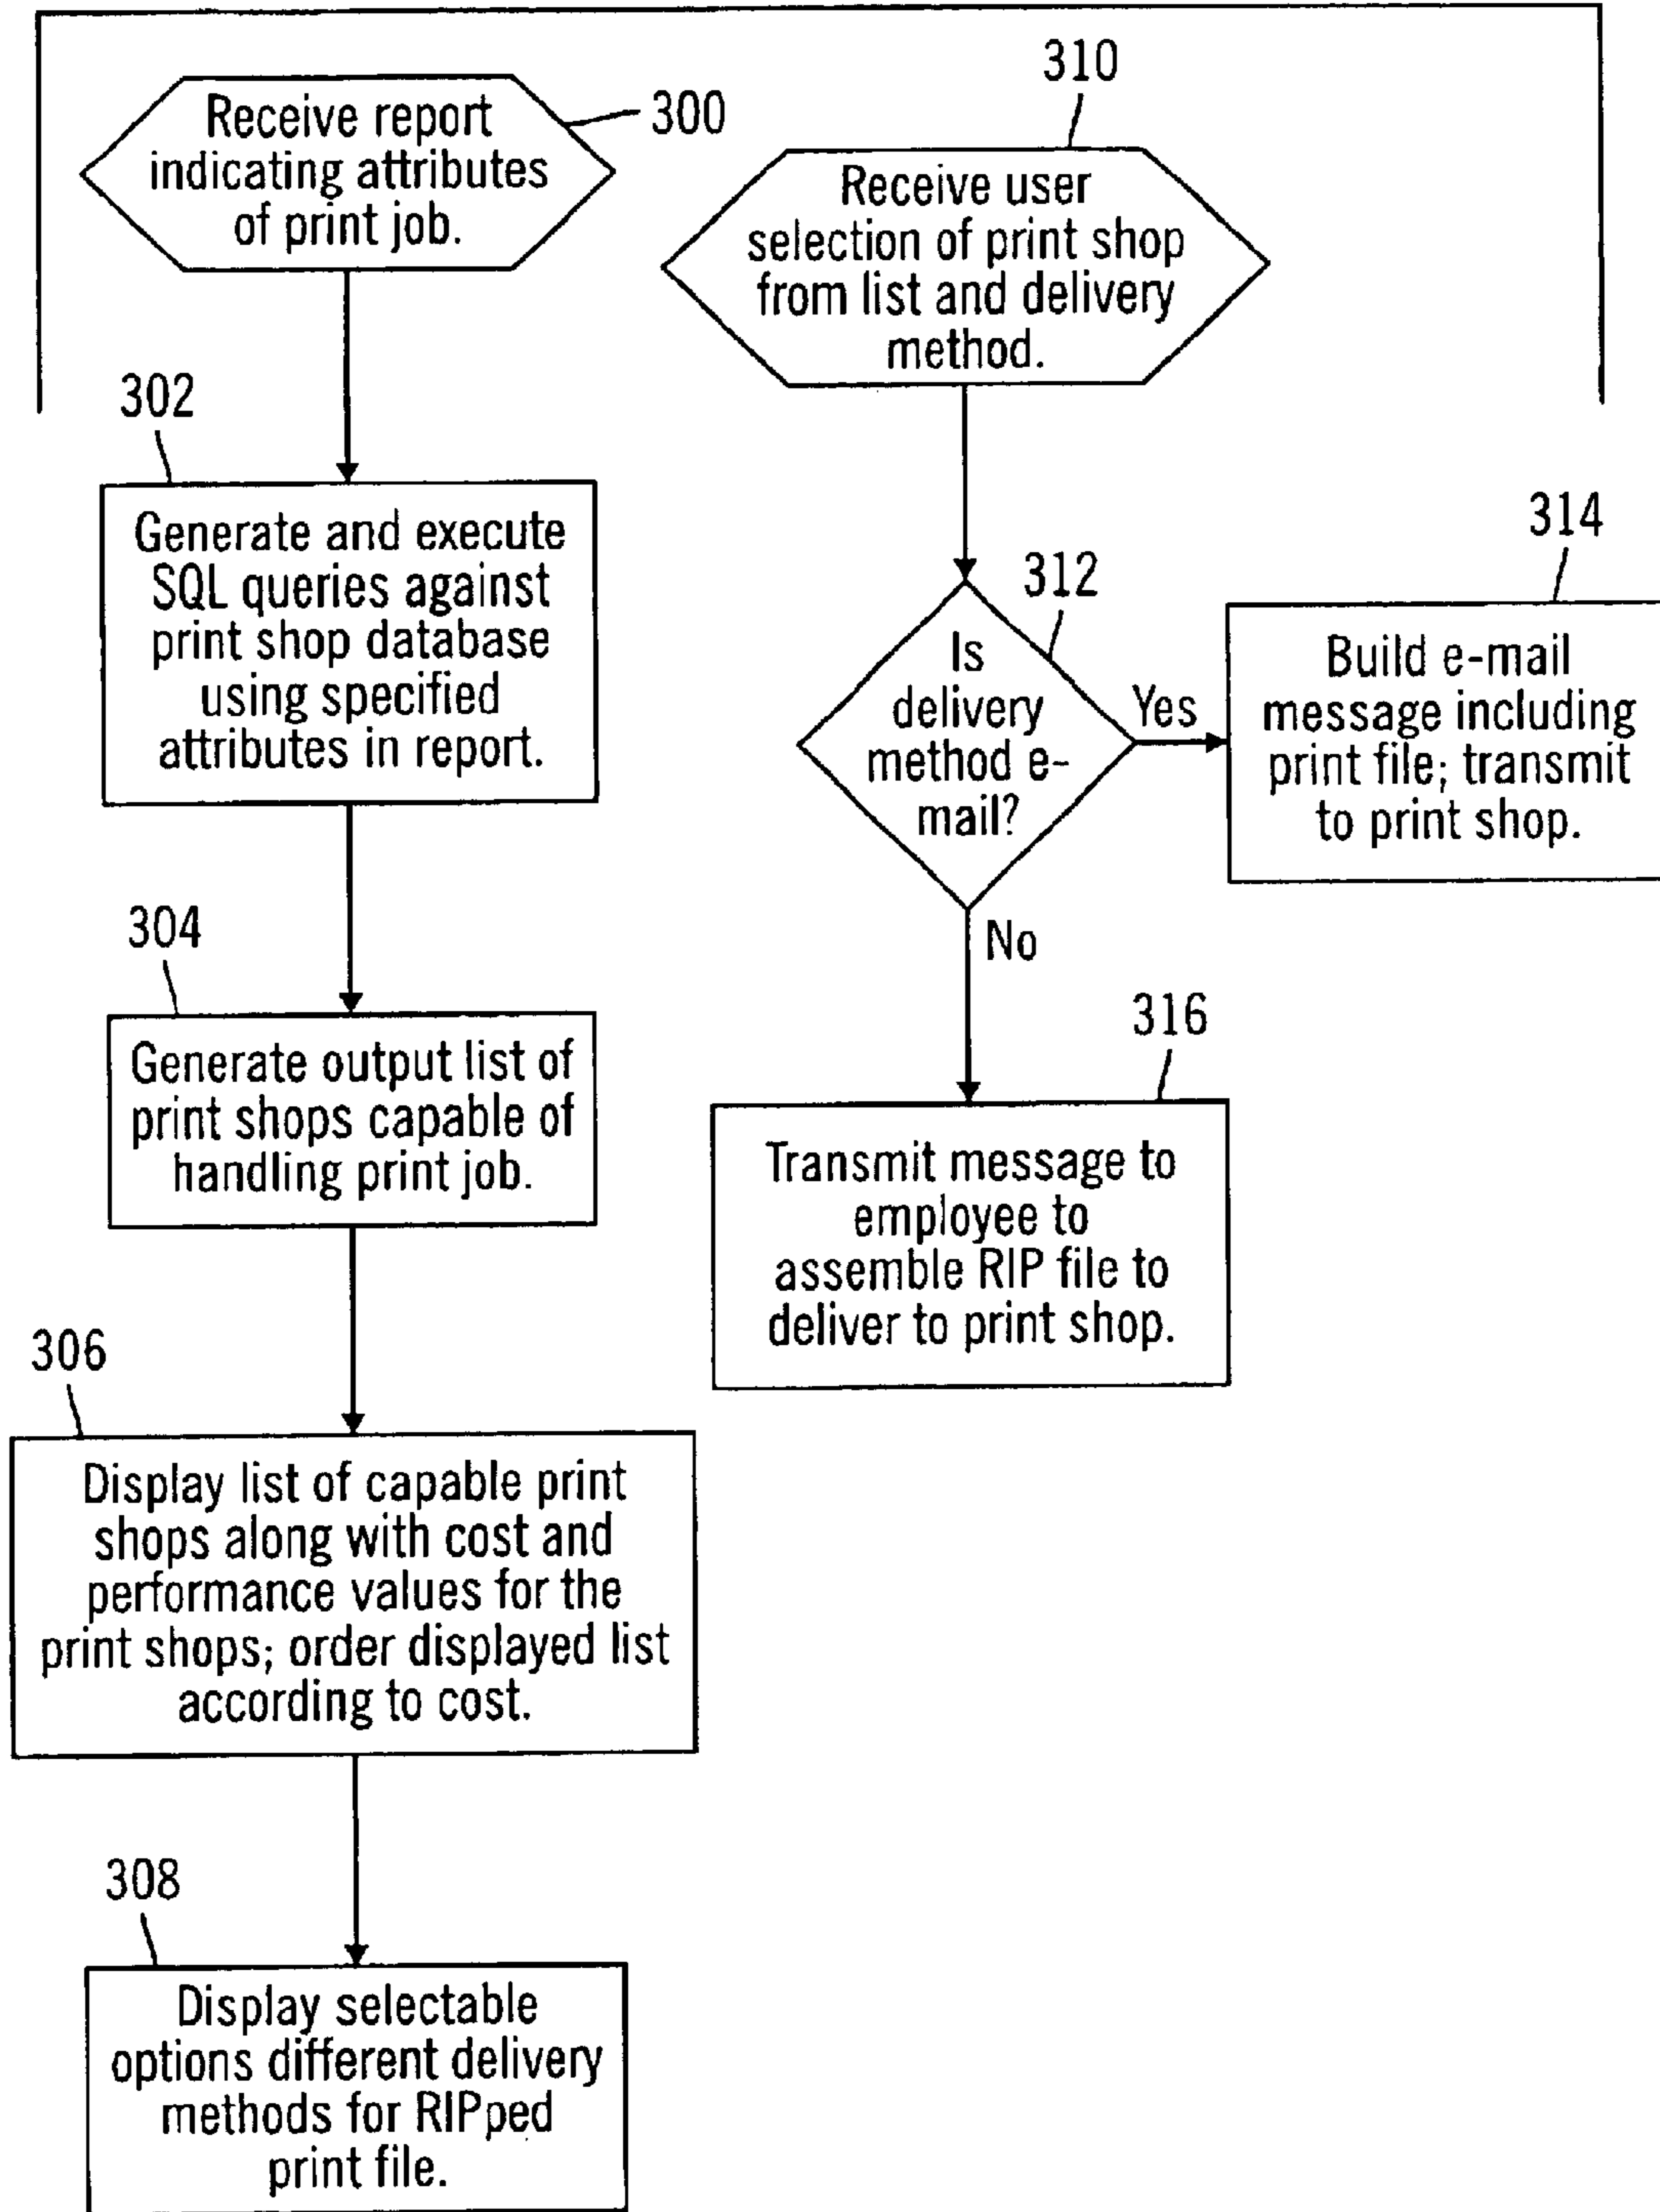 Receive report
indicating attributes
of print job.
300
302
Generate and execute
SQL queries against
print shop database
using specified
attributes in report.
304
Generate output list of
print shops capable of
handling print job.
306
Display list of capable print
shops along with cost and
performance values for the
print shops; order displayed list
according to cost.
308
Display selectable
options different delivery
methods for RIPped
print file.
310
Receive user
selection of print shop
from list and delivery
method.
312
Is
delivery
method e-
mail?
Yes
No
314
Build e-mail
message including
print file; transmit
to print shop.
316
Transmit message to
employee to
assemble RIP file to
deliver to print shop.